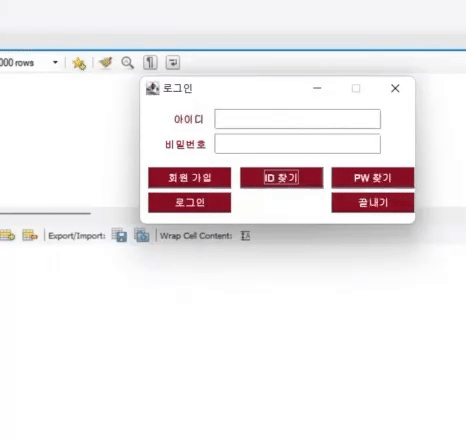 000 rows
로그인
아이디
비밀번호
회원 가입 ID 찾기 PW 찾기
로그인 끝내기
Export/Import: Wrap Cell Content: